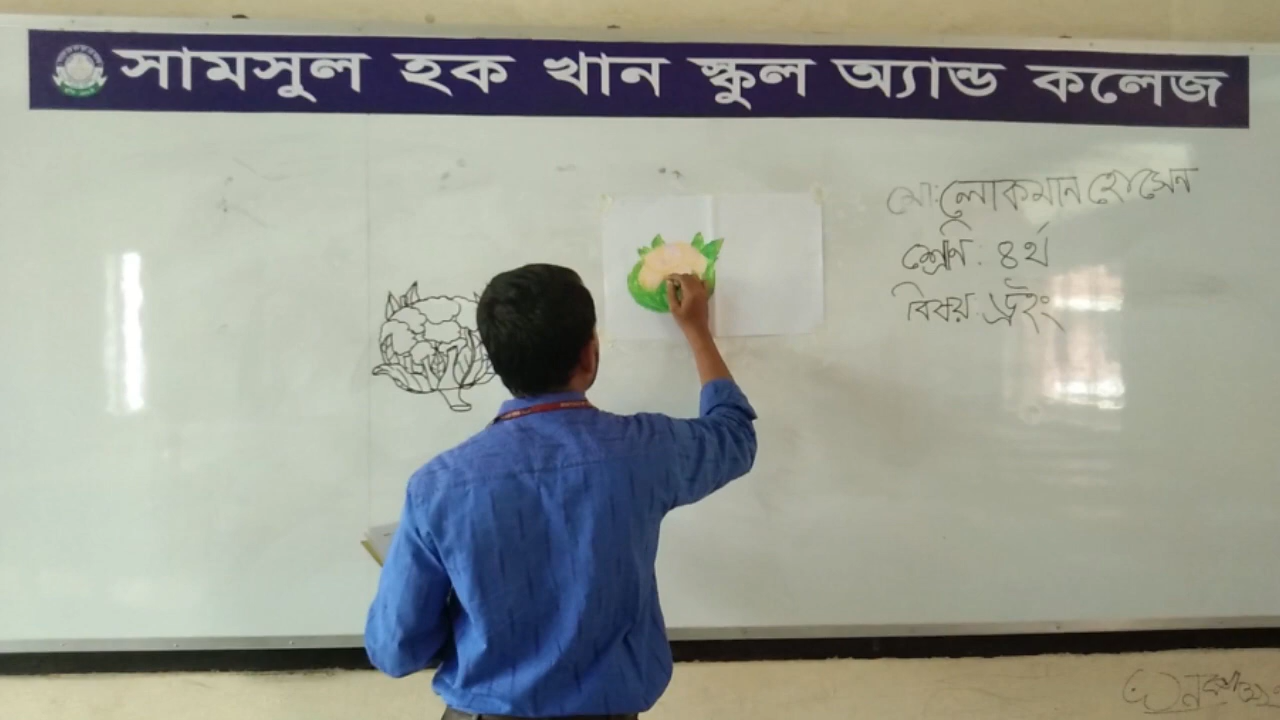 সামসুল হক খান স্কুল অ্যান্ড কলেজ
মো: লোকমান হোসেন
শ্রেণি : ৪র্থ
বিষয় : ড্রইং